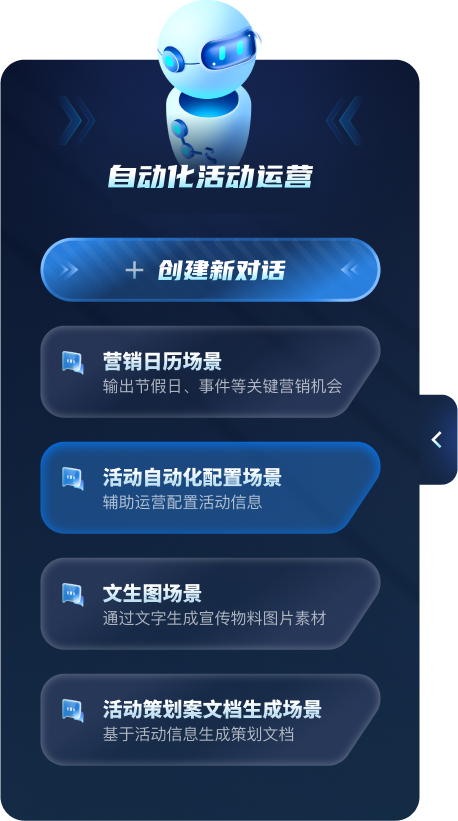 自动化活动运营
+ 创建新对话
营销日历场景
输出节假日、事件等关键营销机会
活动自动化配置场景
辅助运营配置活动信息
文生图场景
通过文字生成宣传物料图片素材
活动策划案文档生成场景
基于活动信息生成策划文档